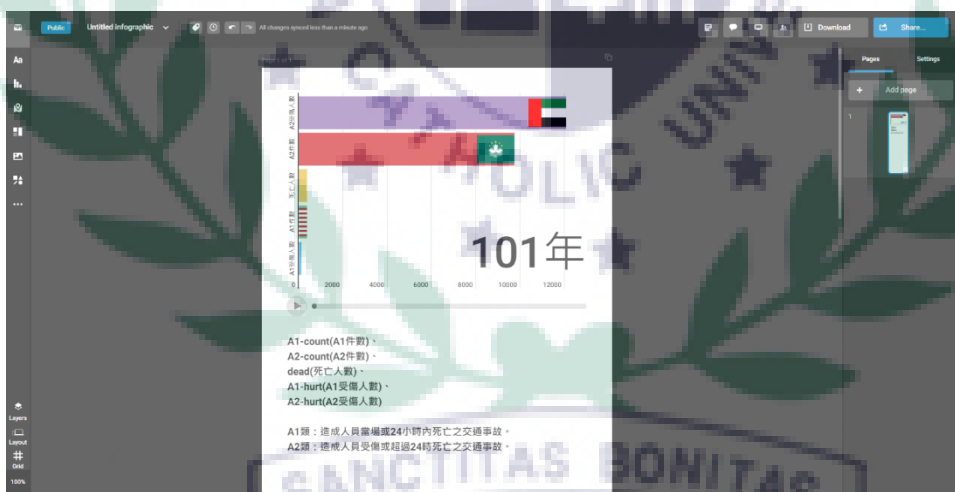 Public Untitled infographic All changes synced less than a minute ago Download Share...
Aa
Pages Settings
+ Add page
1
A2受傷人數
A2件數
死亡人數
A1件數
A1受傷人數
101年
0 2000 4000 6000 8000 10000 12000
A1-count(A1件數)、
A2-count(A2件數)、
dead(死亡人數)、
A1-hurt(A1受傷人數)、
A2-hurt(A2受傷人數)
A1類：造成人員當場或24小時內死亡之交通事故。
A2類：造成人員受傷或超過24時死亡之交通事故。
Layers
Layout
Grid
100%
CATHOLIC UNIV
SANCTITAS BONITAS